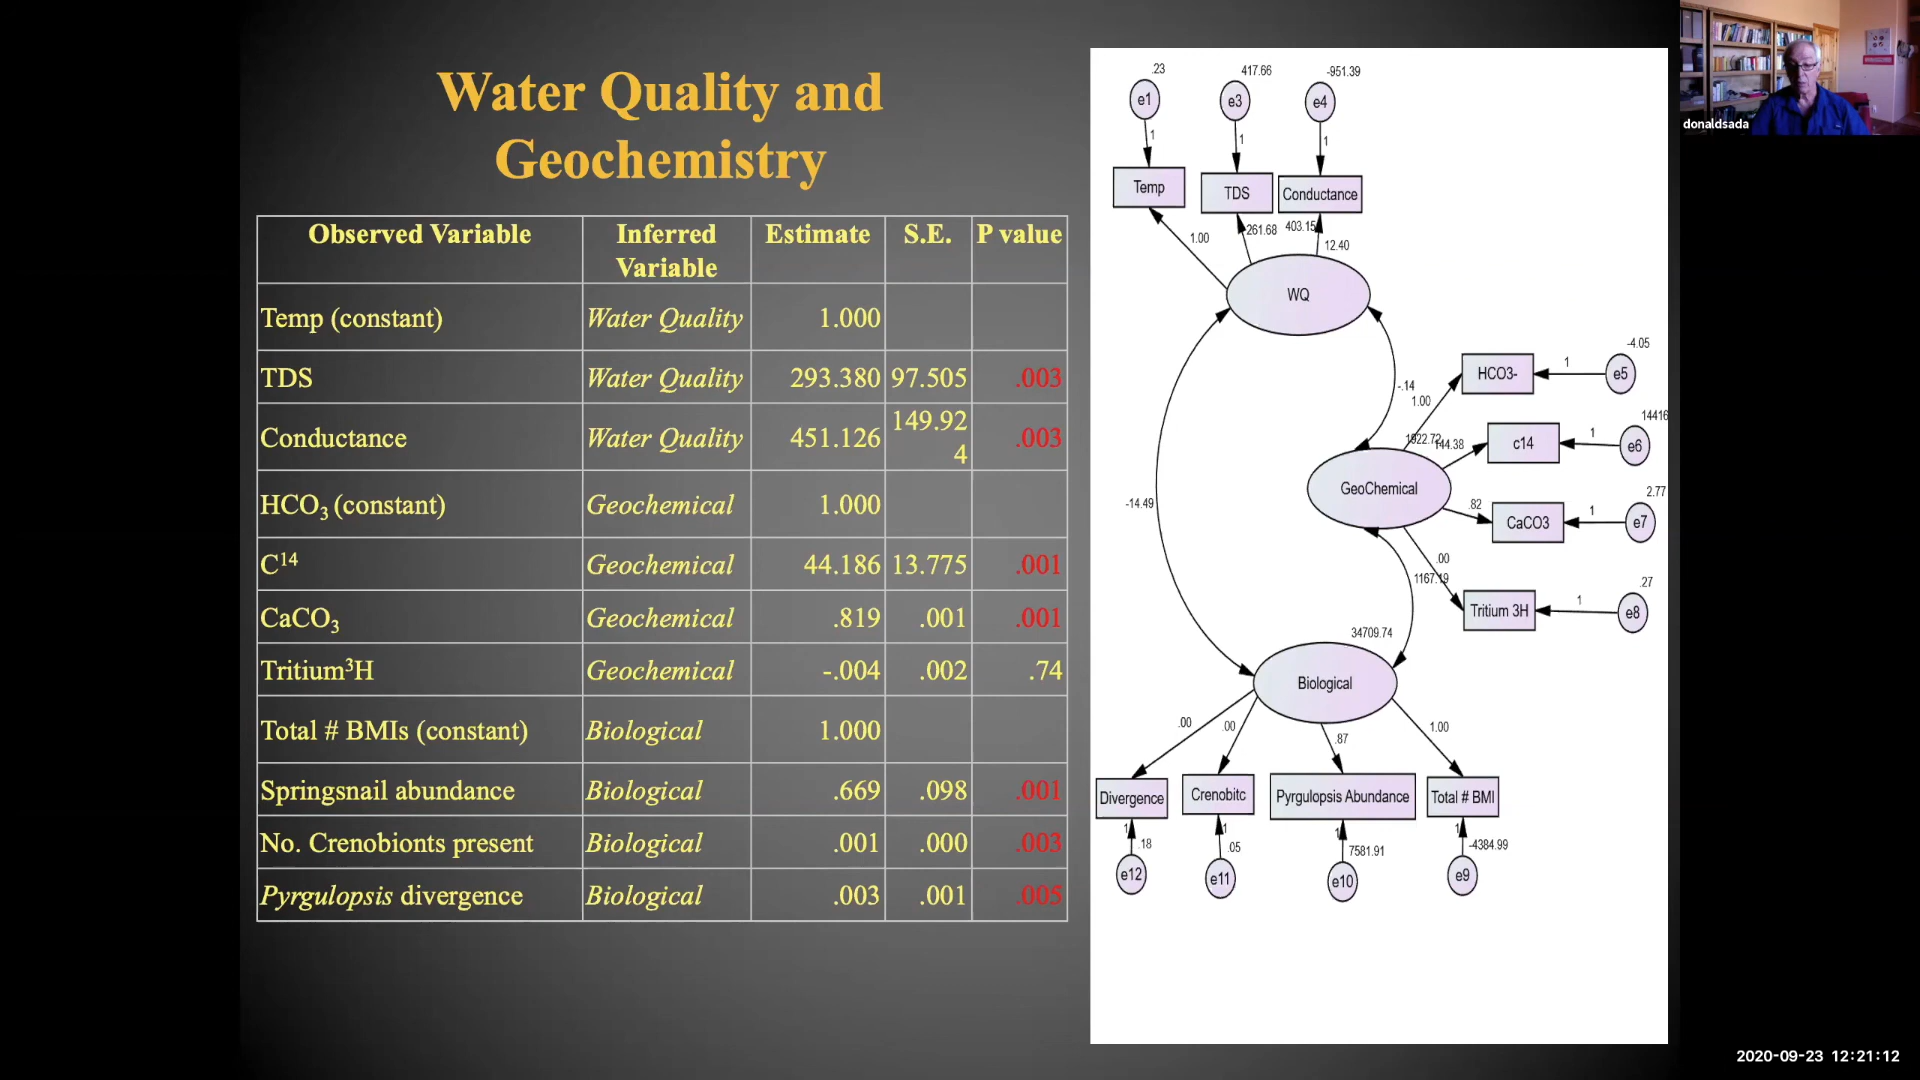 Water Quality and
Geochemistry
Observed Variable Inferred Variable Estimate S.E. P value
Temp (constant) Water Quality 1.000
TDS Water Quality 293.380 97.505 .003
Conductance Water Quality 451.126 149.924 .003
HCO3 (constant) Geochemical 1.000
C14 Geochemical 44.186 13.775 .001
CaCO3 Geochemical .819 .001 .001
Tritium3H Geochemical -.004 .002 .74
Total # BMIs (constant) Biological 1.000
Springsnail abundance Biological .669 .098 .001
No. Crenobionts present Biological .001 .000 .003
Pyrgulopsis divergence Biological .003 .001 .005
.23 417.66 -951.39
e1 e3 e4
1 1 1
Temp TDS Conductance
1.00 261.68 403.15
12.40
WQ
-4.05
HCO3- 1 e5
-.14
1.00
14416
144.38
c14 1 e6
GeoChemical
2.77
.82 CaCO3 1 e7
-14.49
.00
1167.19
.27
Tritium 3H 1 e8
34709.74
Biological
.00 .00 .87 1.00
Divergence Crenobitc Pyrgulopsis Abundance Total # BMI
1 1 1 1
.18 .05 7581.91 -4384.99
e12 e11 e10 e9
donaldsada
2020-09-23 12:21:12